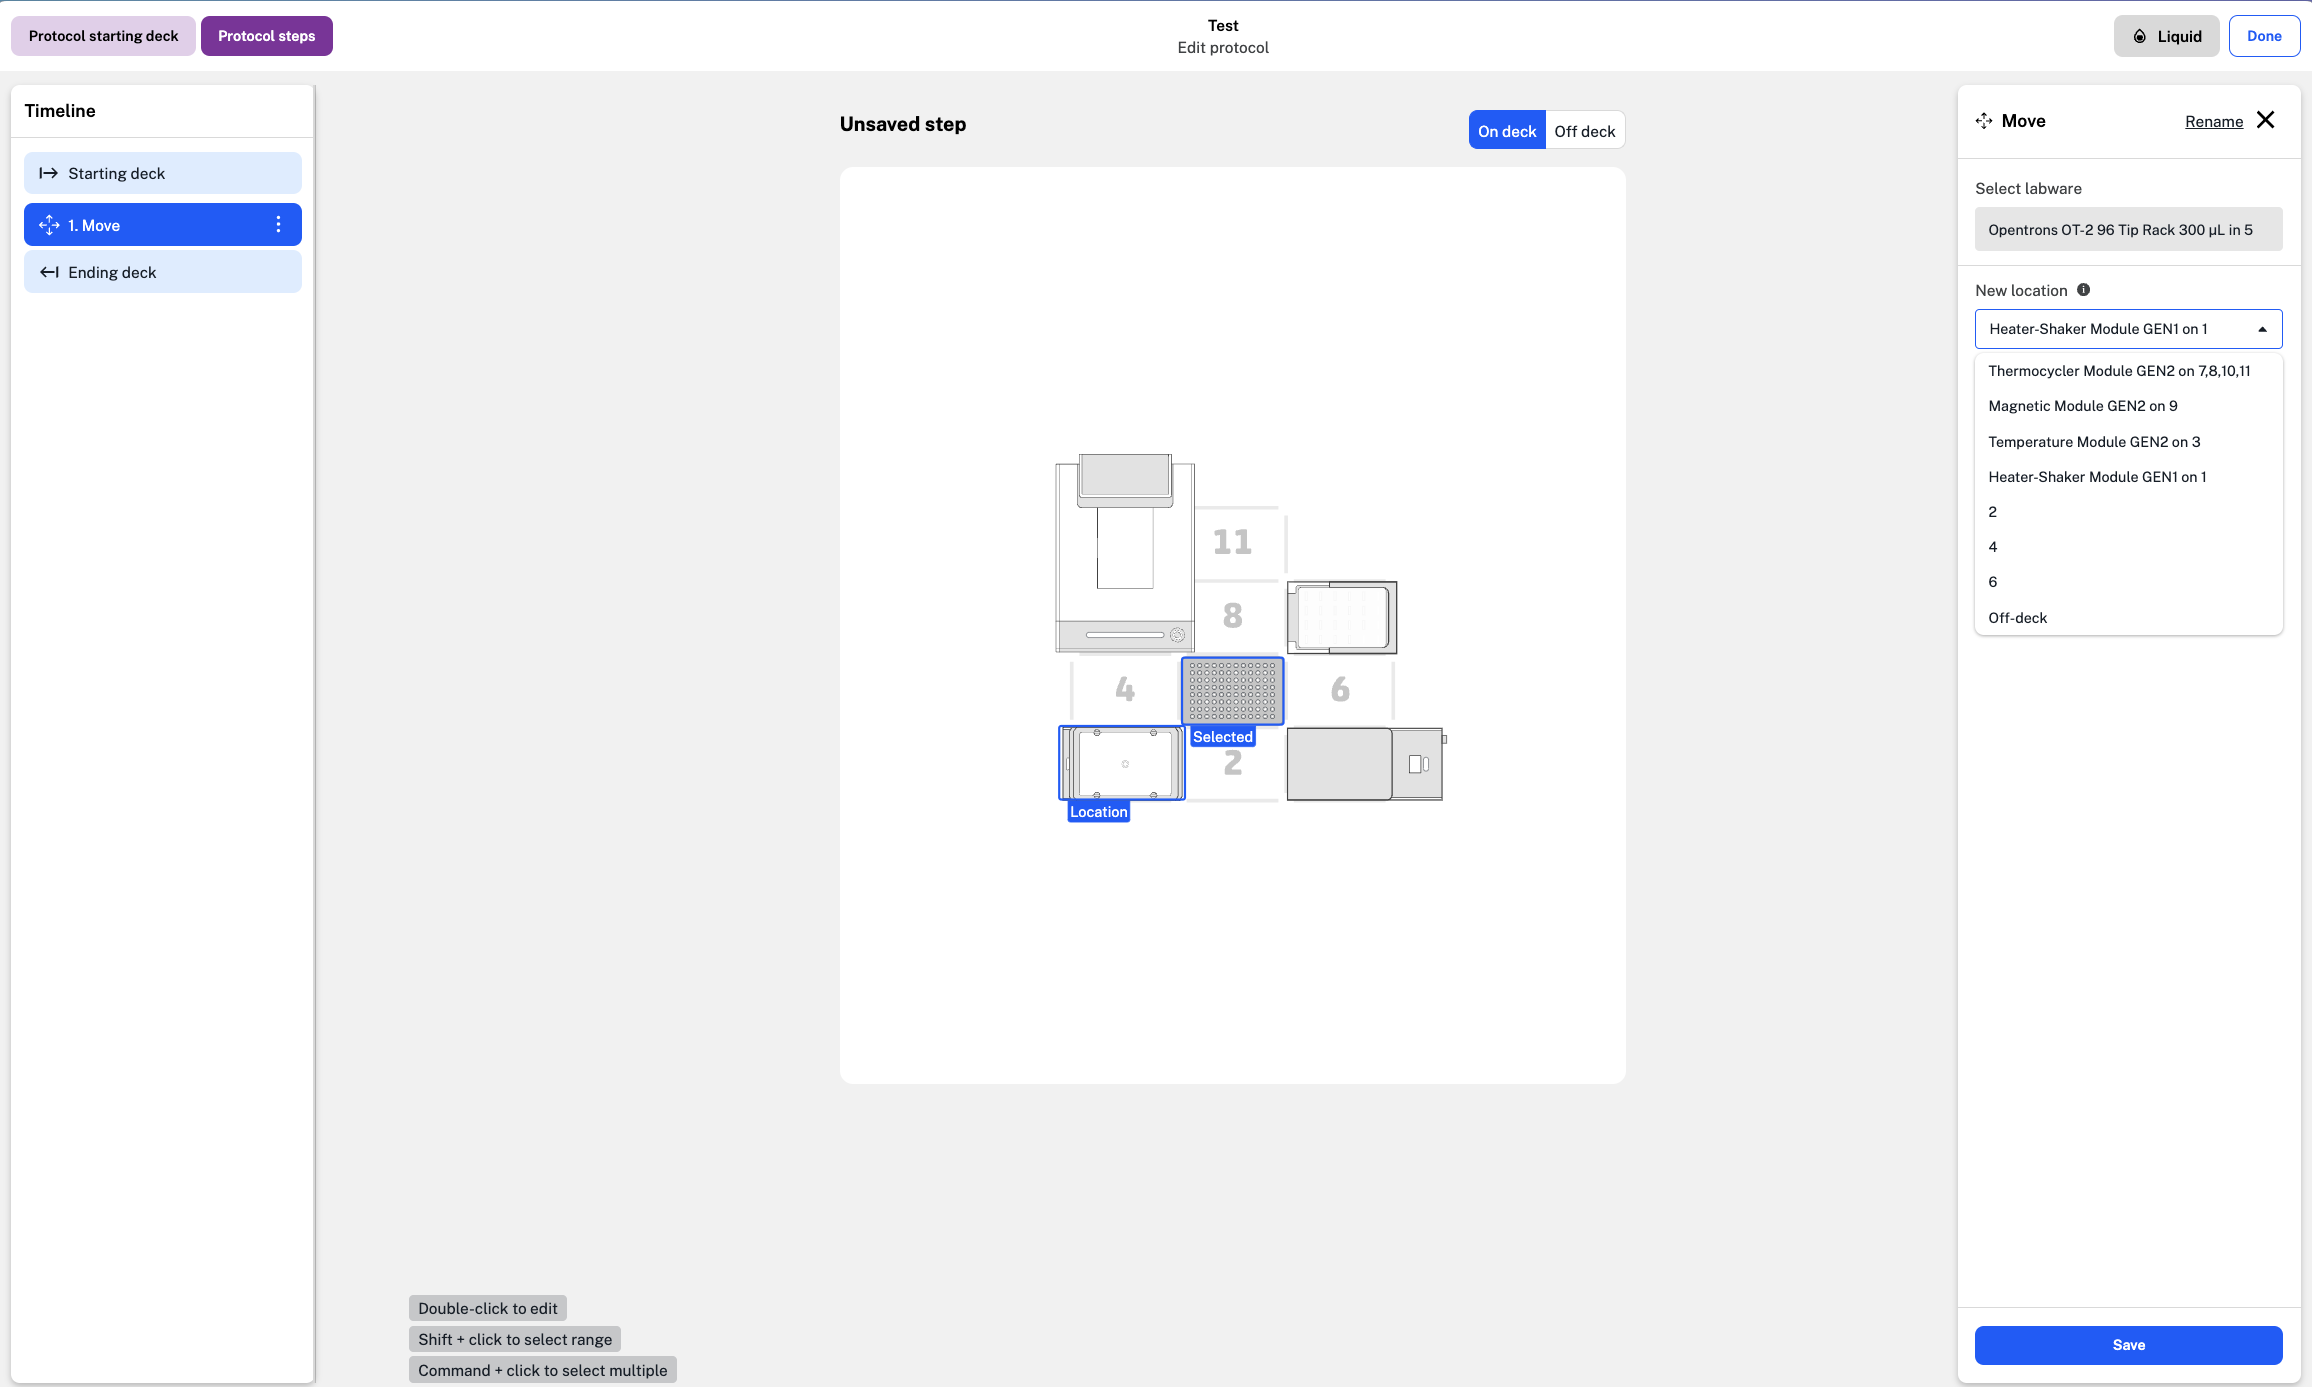 Protocol starting deck
Protocol steps
Test
Edit protocol
Liquid
Done
Timeline
Starting deck
1. Move
Ending deck
Unsaved step
On deck
Off deck
11
8
4
6
Selected
2
Location
Double-click to edit
Shift + click to select range
Command + click to select multiple
Move
Rename
Select labware
Opentrons OT-2 96 Tip Rack 300 µL in 5
New location
Heater-Shaker Module GEN1 on 1
Thermocycler Module GEN2 on 7,8,10,11
Magnetic Module GEN2 on 9
Temperature Module GEN2 on 3
Heater-Shaker Module GEN1 on 1
2
4
6
Off-deck
Save